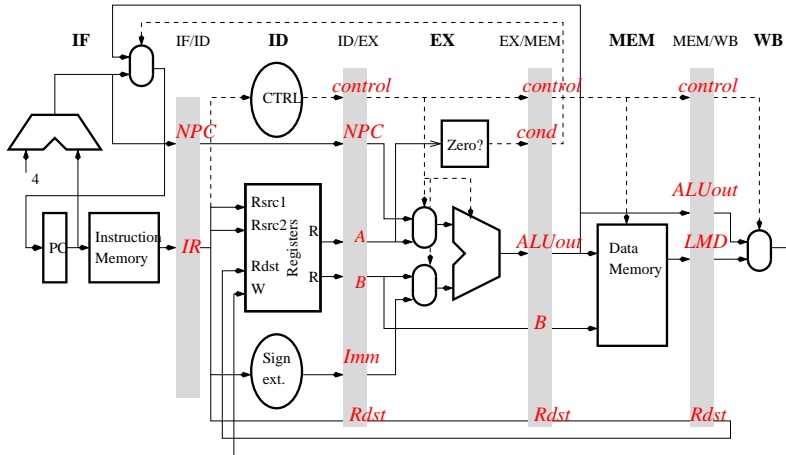 IF IF/ID ID ID/EX EX EX/MEM MEM MEM/WB WB
CTRL control control control
NPC NPC Zero? cond
4
Rsrc1
Rsrc2
Rdst
W
Registers
R
R
A
B
ALUout
ALUout
LMD
PC
Instruction
Memory
IR
Data
Memory
B
Sign
ext.
Imm
Rdst Rdst Rdst